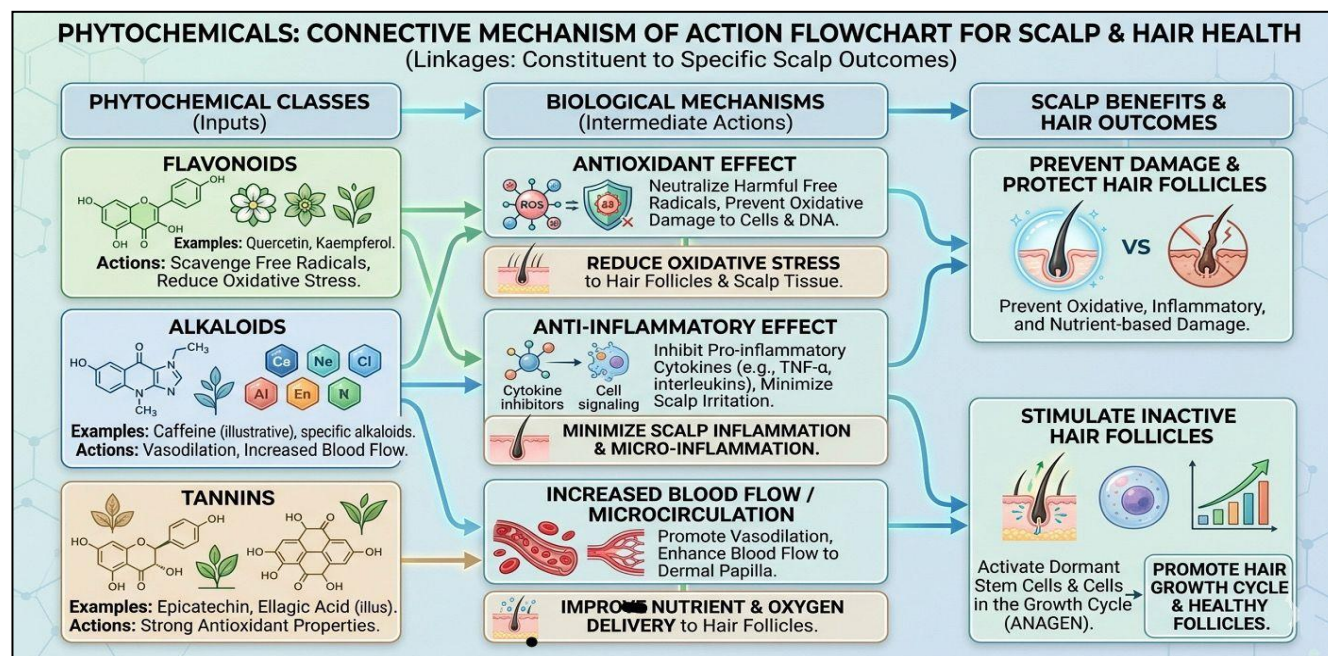 PHYTOCHEMICALS: CONNECTIVE MECHANISM OF ACTION FLOWCHART FOR SCALP & HAIR HEALTH
(Linkages: Constituent to Specific Scalp Outcomes)
PHYTOCHEMICAL CLASSES
(Inputs)
BIOLOGICAL MECHANISMS
(Intermediate Actions)
SCALP BENEFITS &
HAIR OUTCOMES
FLAVONOIDS
HO
OH
OH
OH
O
Examples: Quercetin, Kaempferol.
Actions: Scavenge Free Radicals,
Reduce Oxidative Stress.
ALKALOIDS
HO
O
N
CH₃
N
N
CH₃
Ca
Ne
Cl
Al
En
N
Examples: Caffeine (illustrative), specific alkaloids.
Actions: Vasodilation, Increased Blood Flow.
TANNINS
HO
OH
O
OH
OH
O
HO
OH
HO
OH
HO
OH
Examples: Epicatechin, Ellagic Acid (illus).
Actions: Strong Antioxidant Properties.
ANTIOXIDANT EFFECT
ROS
Neutralize Harmful Free
Radicals, Prevent Oxidative
Damage to Cells & DNA.
REDUCE OXIDATIVE STRESS
to Hair Follicles & Scalp Tissue.
ANTI-INFLAMMATORY EFFECT
Cytokine
inhibitors
Cell
signaling
Inhibit Pro-inflammatory
Cytokines (e.g., TNF-α,
interleukins), Minimize
Scalp Irritation.
MINIMIZE SCALP INFLAMMATION
& MICRO-INFLAMMATION.
INCREASED BLOOD FLOW /
MICROCIRCULATION
Promote Vasodilation,
Enhance Blood Flow to
Dermal Papilla.
NUTRIENT & OXYGEN
DELIVERY to Hair Follicles.
PREVENT DAMAGE &
PROTECT HAIR FOLLICLES
VS
Prevent Oxidative, Inflammatory,
and Nutrient-based Damage.
STIMULATE INACTIVE
HAIR FOLLICLES
Activate Dormant
Stem Cells & Cells
in the Growth Cycle
(ANAGEN).
PROMOTE HAIR
GROWTH CYCLE
& HEALTHY
FOLLICLES.